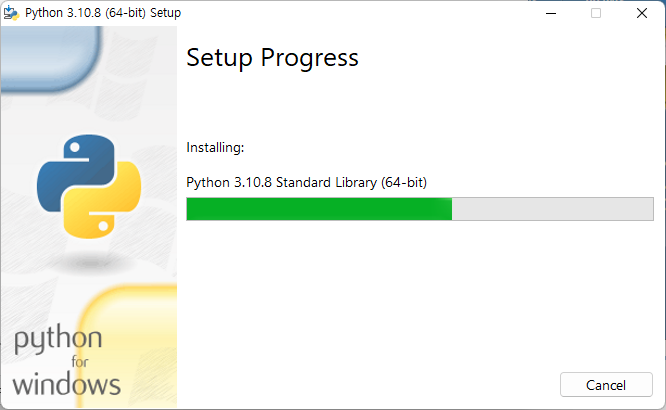 Python 3.10.8 (64-bit) Setup
Setup Progress
Installing:
Python 3.10.8 Standard Library (64-bit)
python
for
windows
Cancel